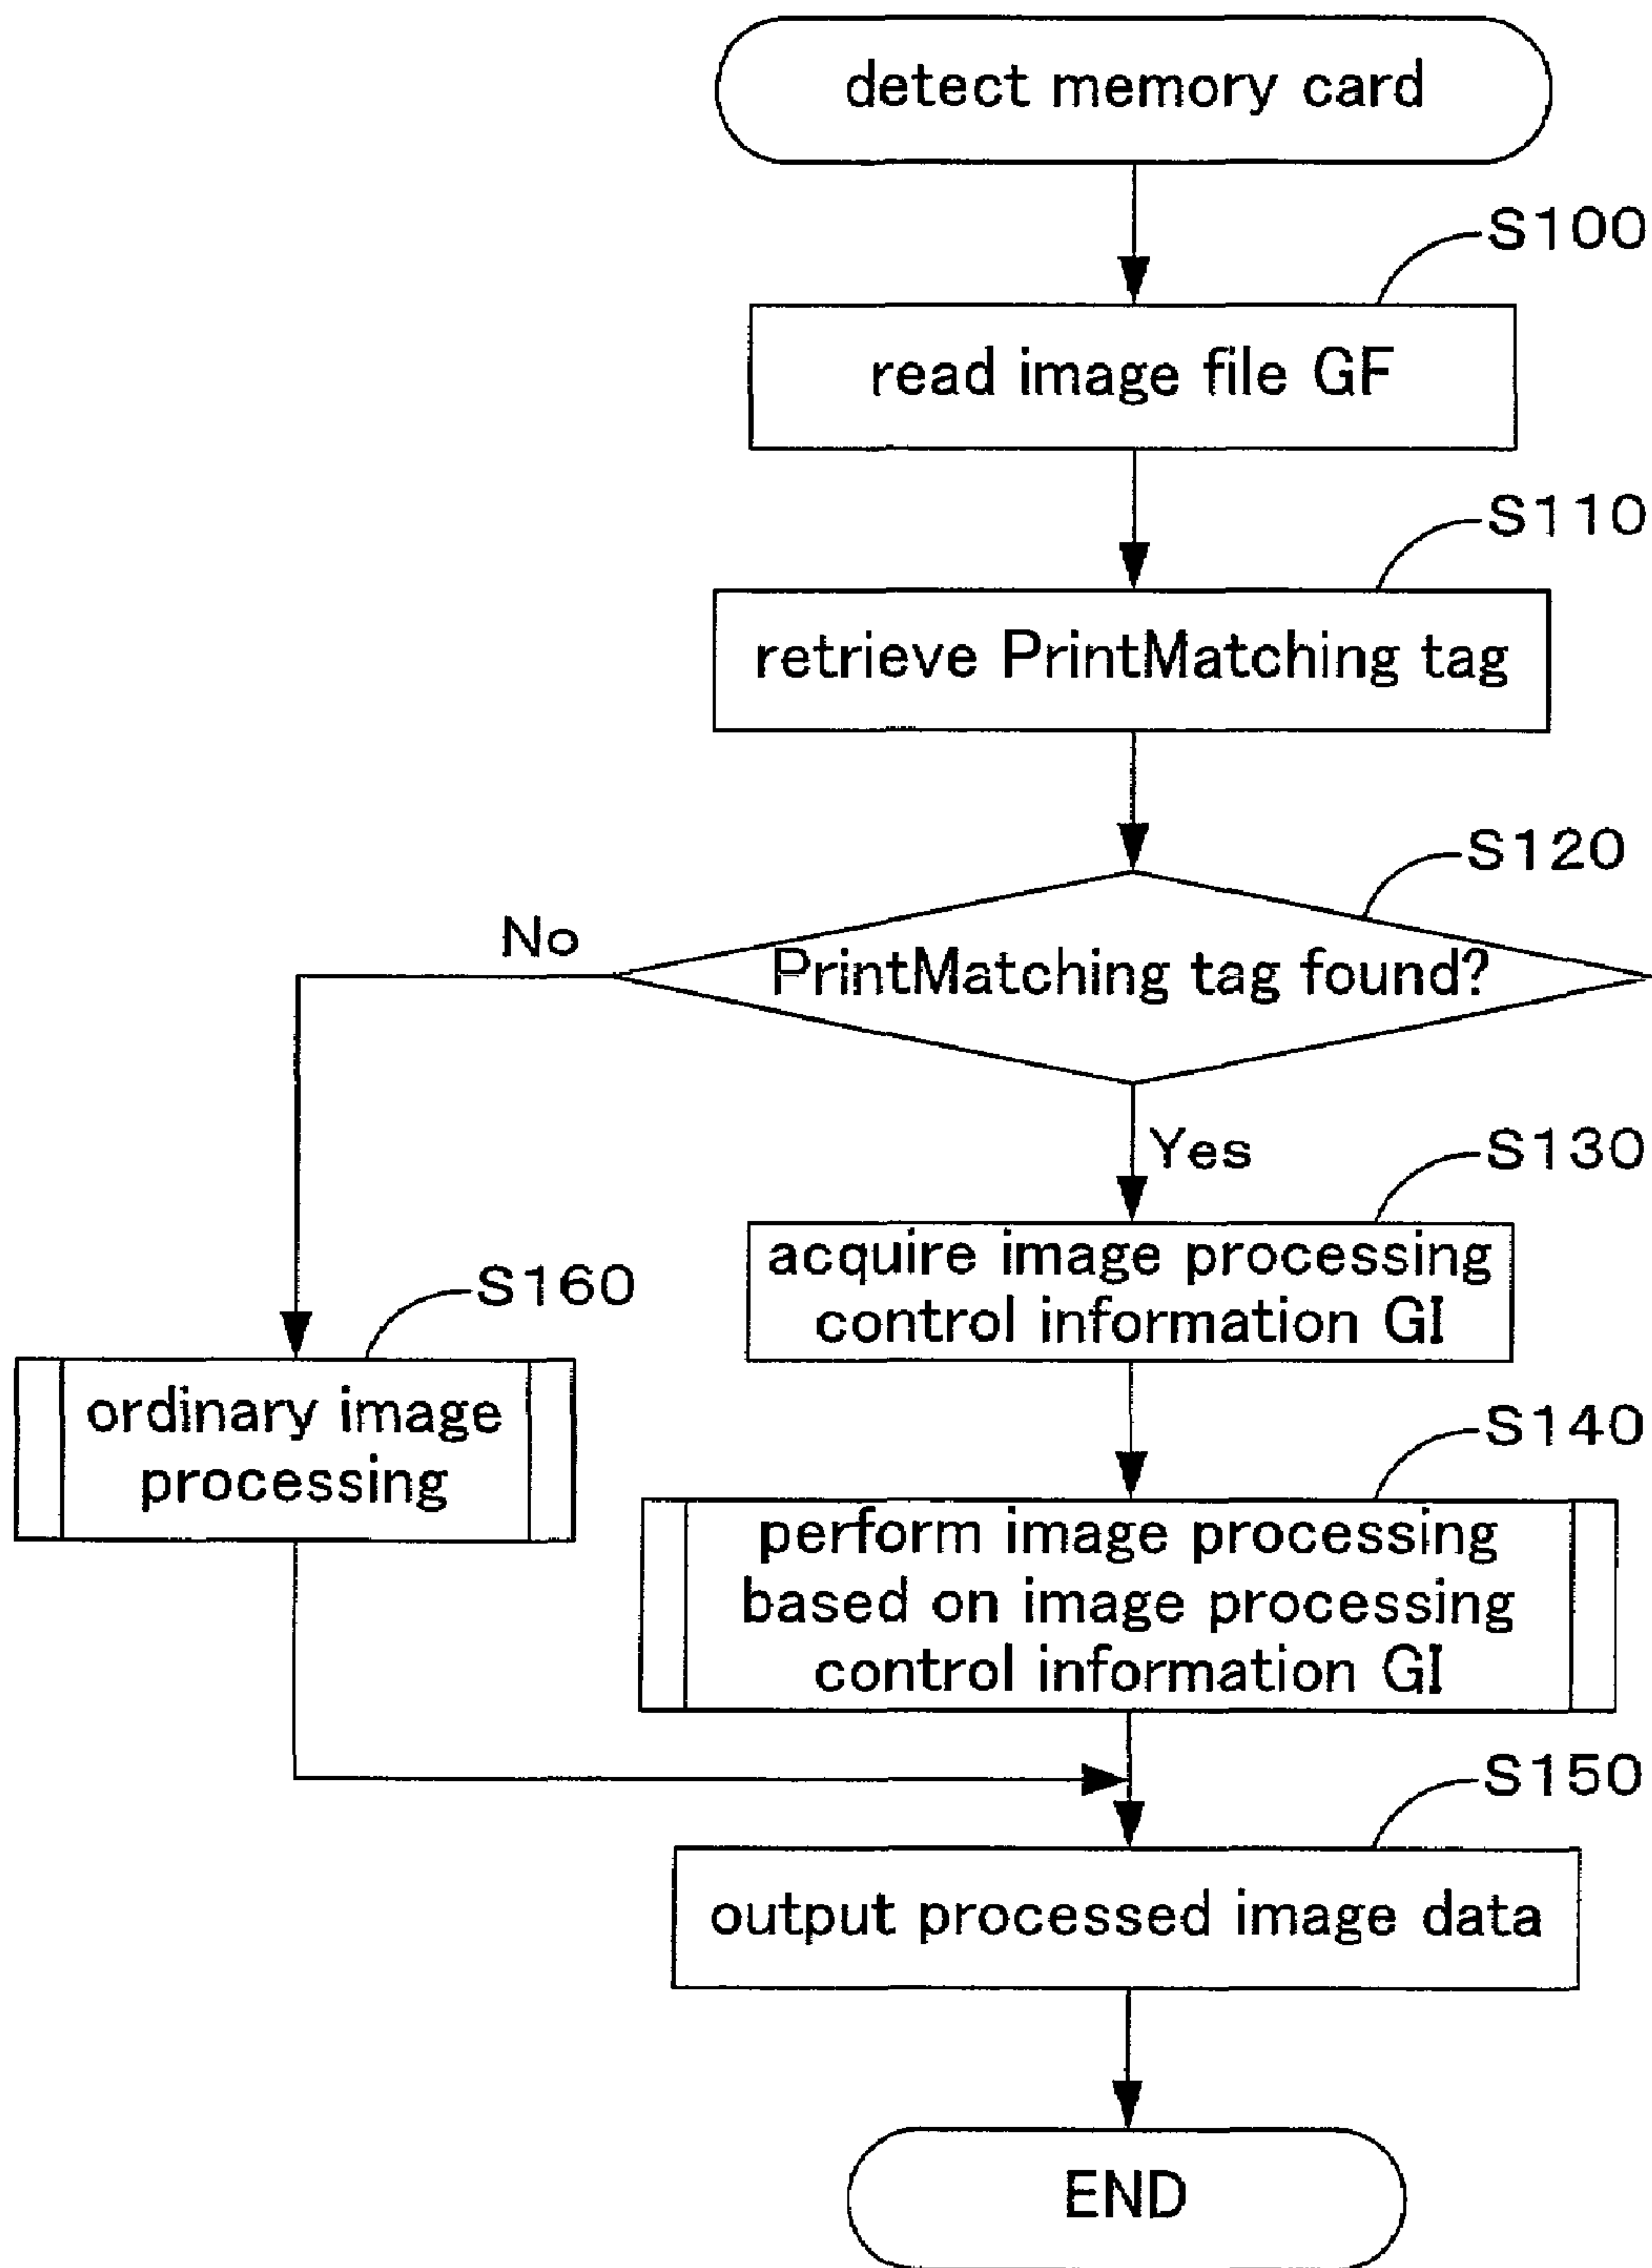 detect memory card
S100
read image file GF
S110
retrieve PrintMatching tag
S120
No
PrintMatching tag found?
Yes
S130
acquire image processing
control information GI
S160
ordinary image
processing
S140
perform image processing
based on image processing
control information GI
S150
output processed image data
END